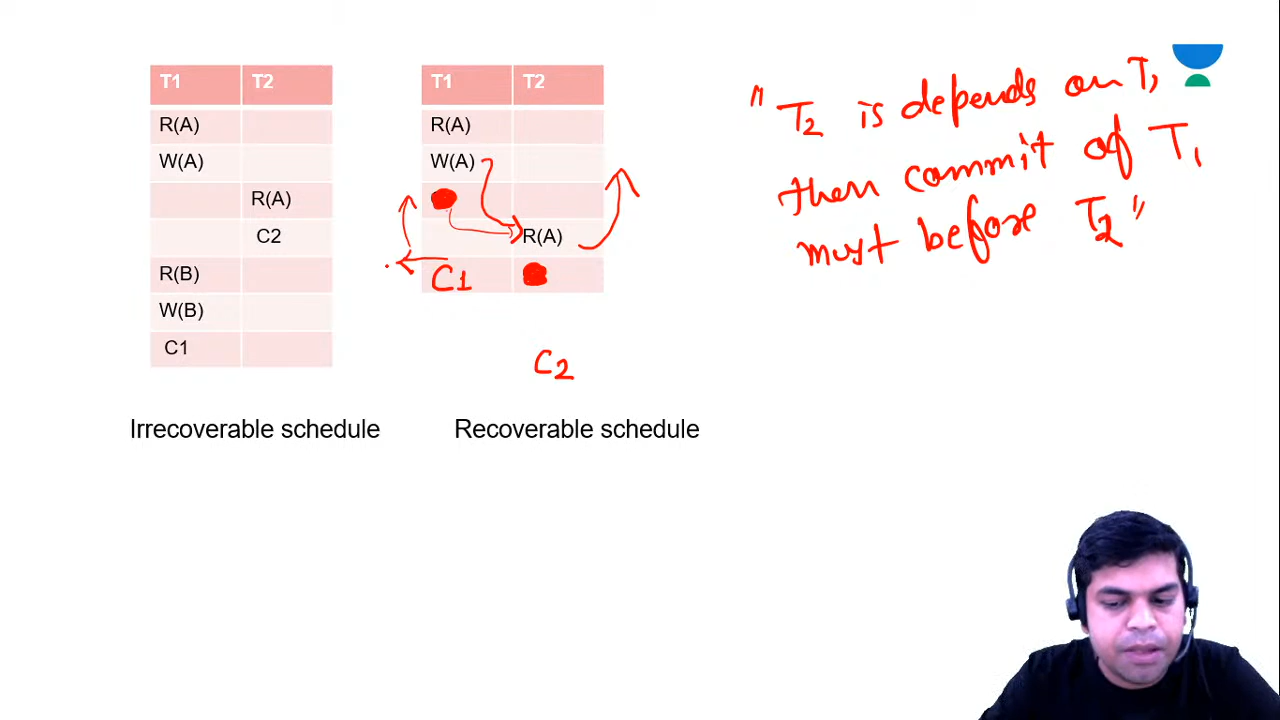 T1 T2
R(A)
W(A)
R(A)
C2
R(B)
W(B)
C1
Irrecoverable schedule
T1 T2
R(A)
W(A)
R(A)
C1
C2
Recoverable schedule
" T2 is depends on T1
then commit of T1
must before T2 "